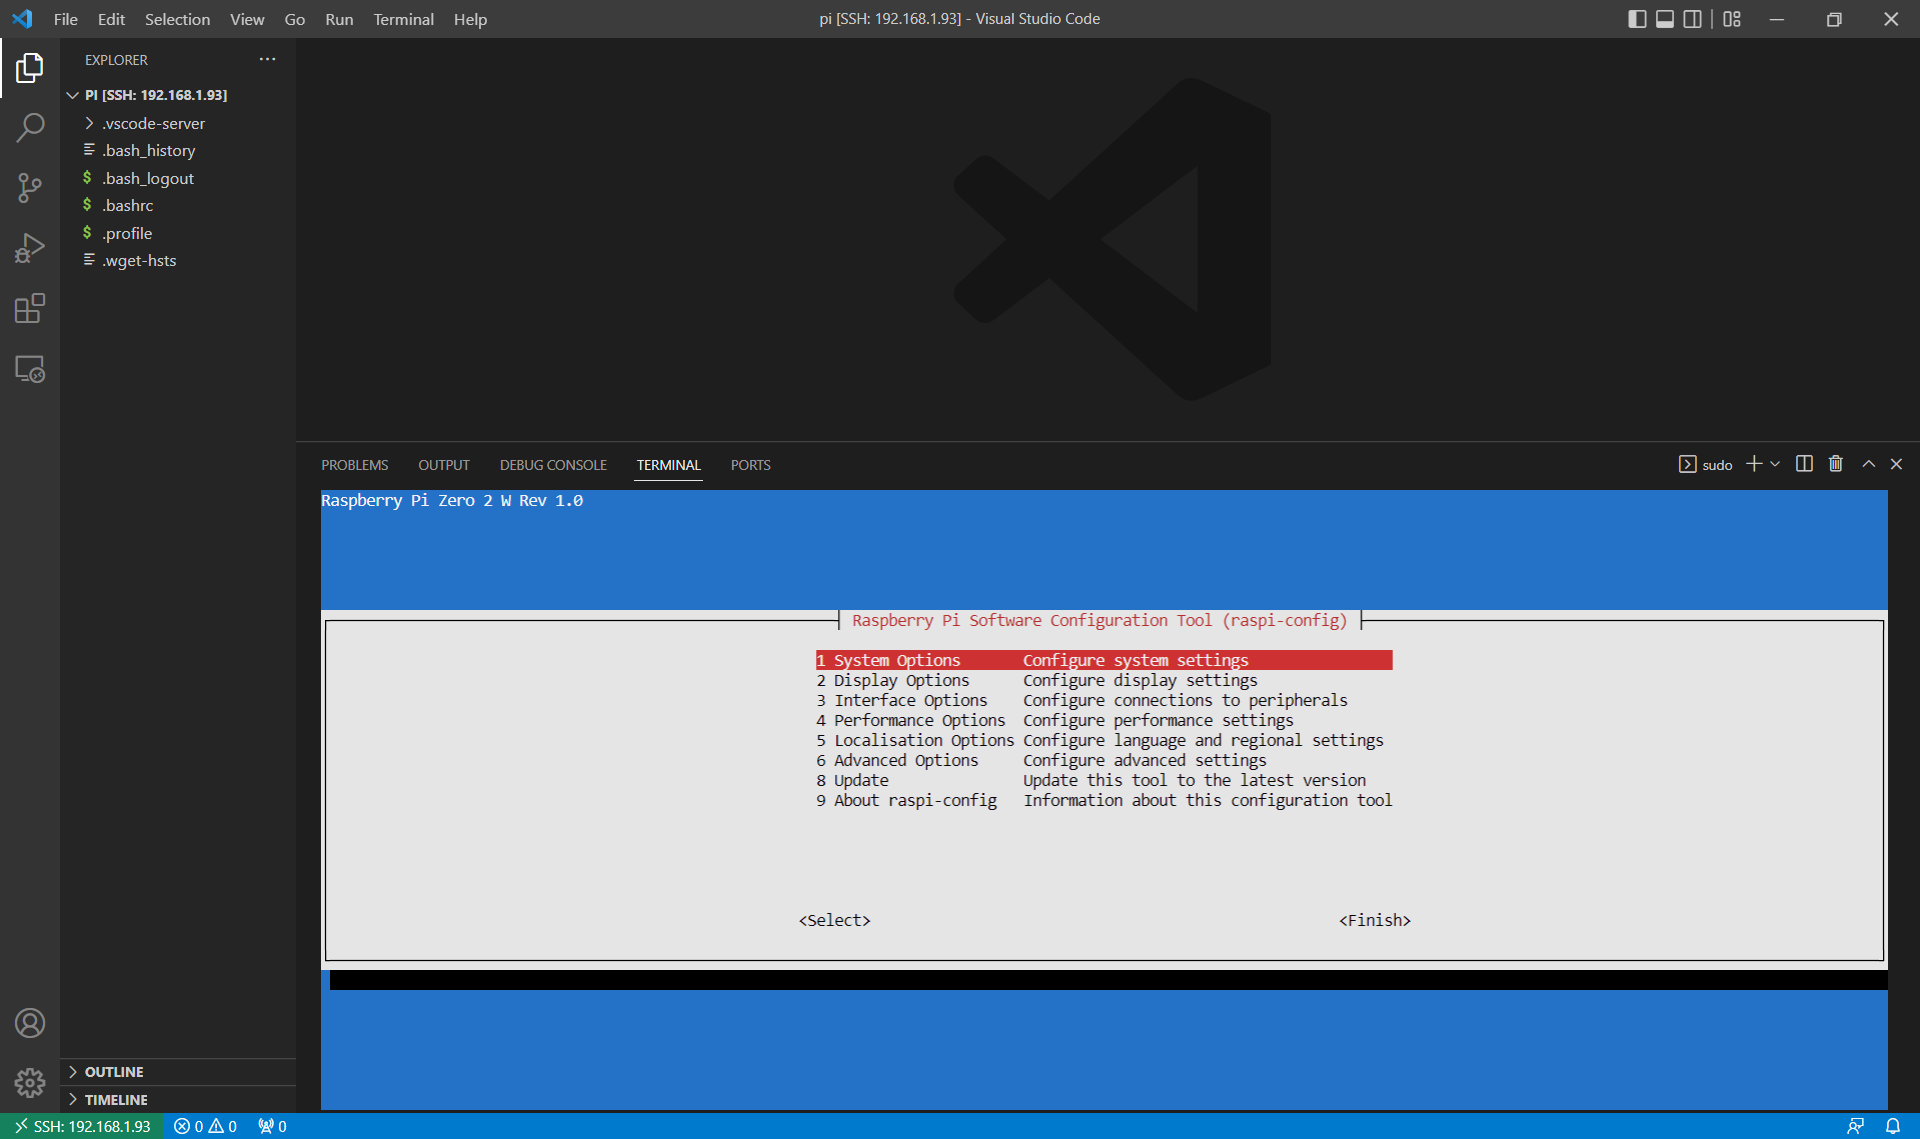 File Edit Selection View Go Run Terminal Help
pi [SSH: 192.168.1.93] - Visual Studio Code
EXPLORER
PI [SSH: 192.168.1.93]
.vscode-server
.bash_history
$ .bash_logout
$ .bashrc
$ .profile
.wget-hsts
OUTLINE
TIMELINE
PROBLEMS OUTPUT DEBUG CONSOLE TERMINAL PORTS
sudo
Raspberry Pi Zero 2 W Rev 1.0
Raspberry Pi Software Configuration Tool (raspi-config)
1 System Options Configure system settings
2 Display Options Configure display settings
3 Interface Options Configure connections to peripherals
4 Performance Options Configure performance settings
5 Localisation Options Configure language and regional settings
6 Advanced Options Configure advanced settings
8 Update Update this tool to the latest version
9 About raspi-config Information about this configuration tool
<Select> <Finish>
SSH: 192.168.1.93 0 0 0